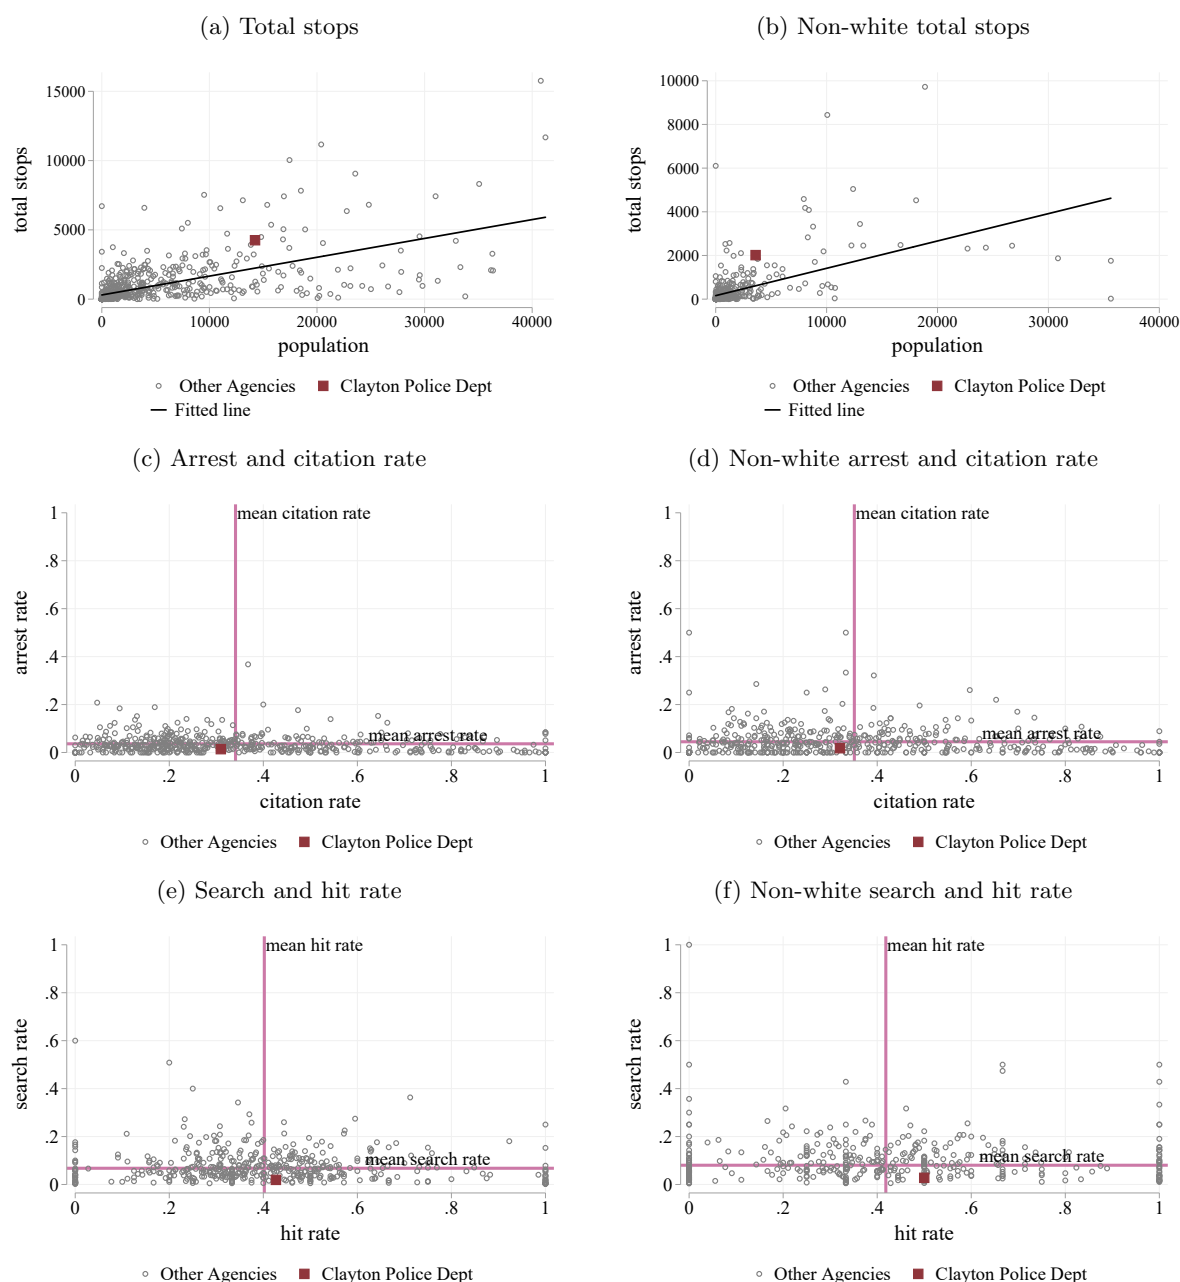 (a) Total stops
total stops
15000
10000
5000
0
0 10000 20000 30000 40000
population
Other Agencies Clayton Police Dept
Fitted line
(b) Non-white total stops
total stops
10000
8000
6000
4000
2000
0
0 10000 20000 30000 40000
population
Other Agencies Clayton Police Dept
Fitted line
(c) Arrest and citation rate
mean citation rate
arrest rate
1
.8
.6
.4
.2
0
mean arrest rate
0 .2 .4 .6 .8 1
citation rate
Other Agencies Clayton Police Dept
(d) Non-white arrest and citation rate
mean citation rate
arrest rate
1
.8
.6
.4
.2
0
mean arrest rate
0 .2 .4 .6 .8 1
citation rate
Other Agencies Clayton Police Dept
(e) Search and hit rate
mean hit rate
search rate
1
.8
.6
.4
.2
0
mean search rate
0 .2 .4 .6 .8 1
hit rate
Other Agencies Clayton Police Dept
(f) Non-white search and hit rate
mean hit rate
search rate
1
.8
.6
.4
.2
0
mean search rate
0 .2 .4 .6 .8 1
hit rate
Other Agencies Clayton Police Dept